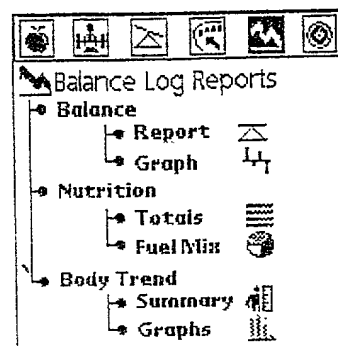 Balance Log Reports
Balance
Report
Graph
Nutrition
Totals
Fuel Mix
Body Trend
Summary
Graphs